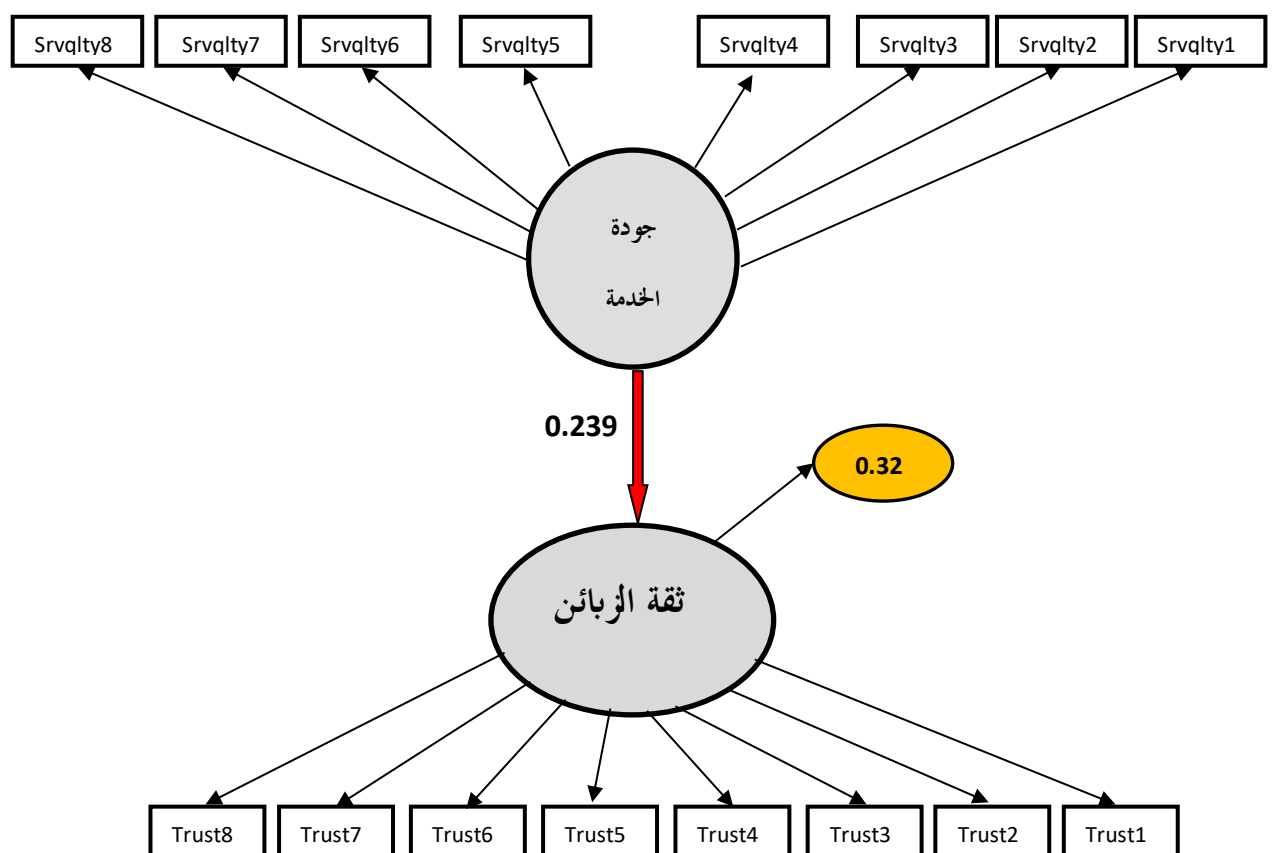 Srvqlty8 Srvqlty7 Srvqlty6 Srvqlty5 Srvqlty4 Srvqlty3 Srvqlty2 Srvqlty1
جودة
الخدمة
0.239
0.32
ثقة الزبائن
Trust8 Trust7 Trust6 Trust5 Trust4 Trust3 Trust2 Trust1